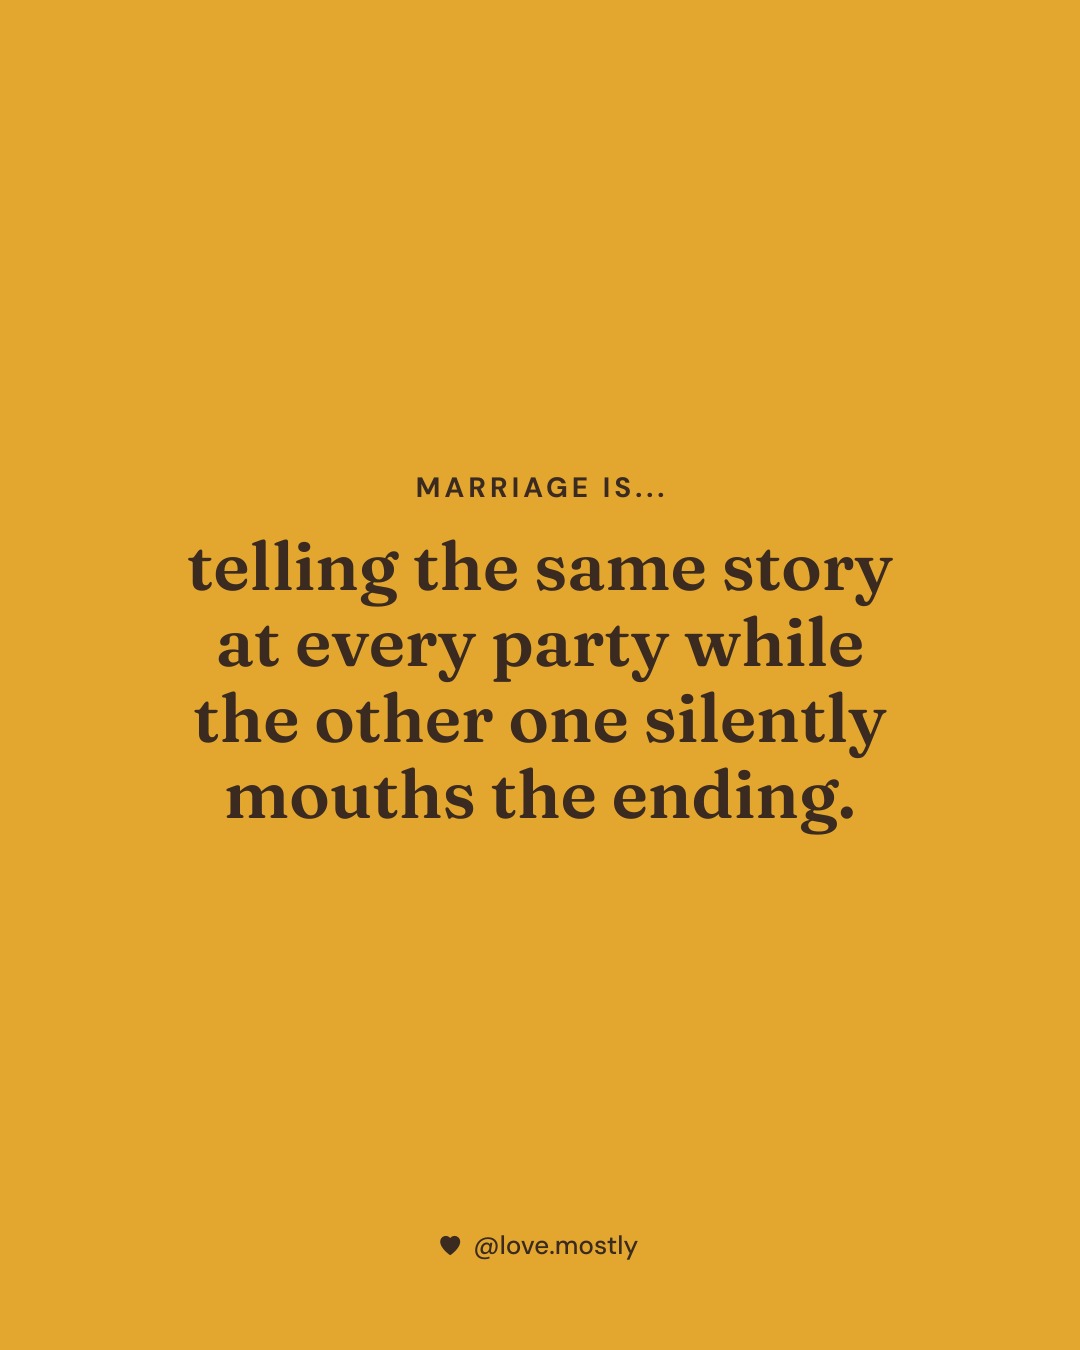 MARRIAGE IS...
telling the same story
at every party while
the other one silently
mouths the ending.
@love.mostly